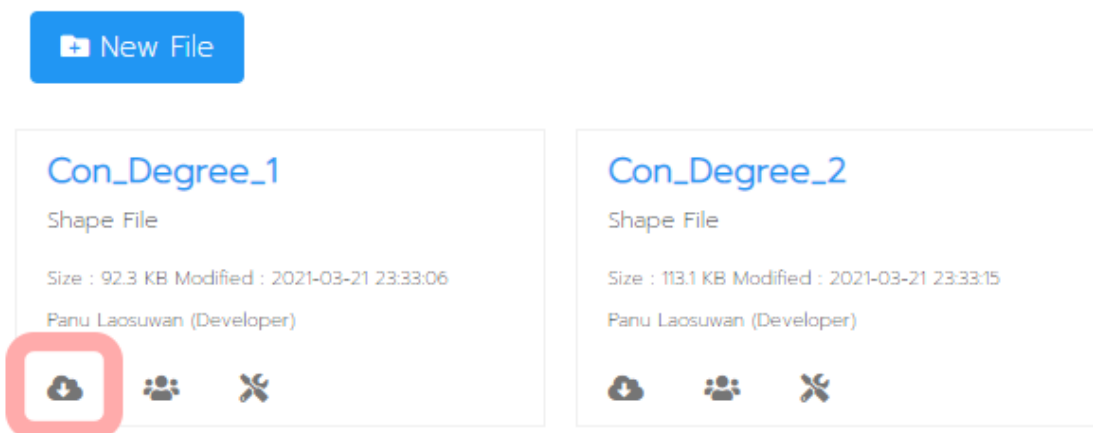 New File
Con_Degree_1
Shape File
Size : 92.3 KB Modified : 2021-03-21 23:33:06
Panu Laosuwan (Developer)
Con_Degree_2
Shape File
Size : 113.1 KB Modified : 2021-03-21 23:33:15
Panu Laosuwan (Developer)